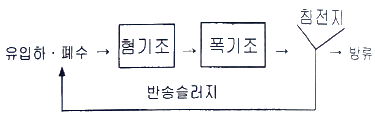 침전지
유입하·폐수 → 혐기조 → 폭기조 → → 방류
반송슬러지